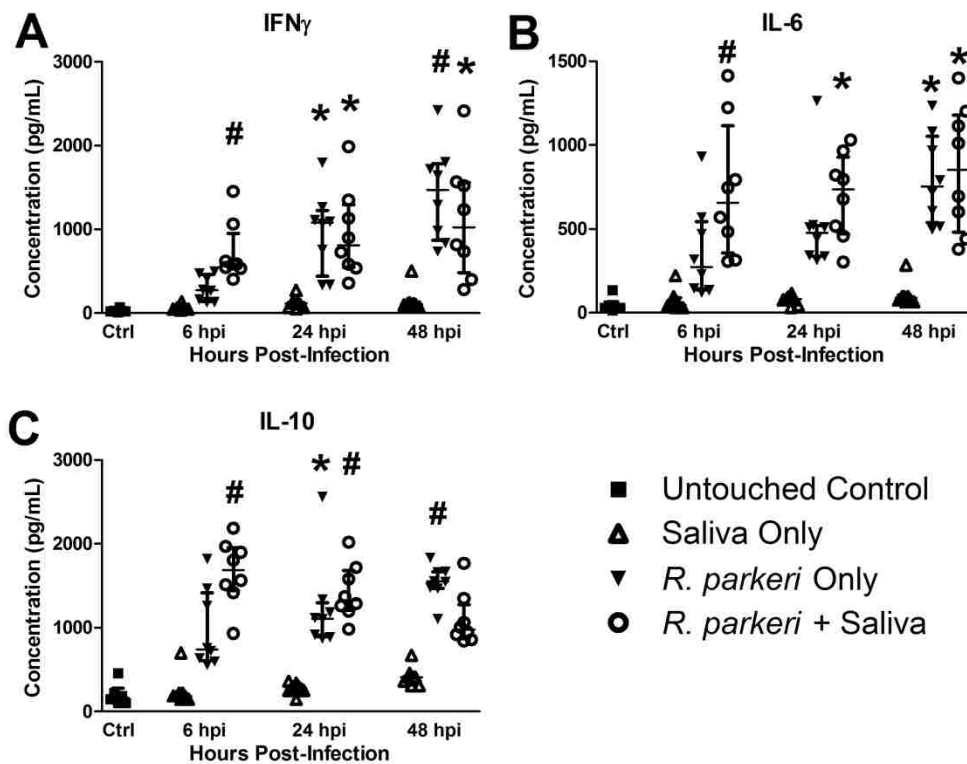 A
IFNγ
Concentration (pg/mL)
3000
2000
1000
0
#
*
*
#
*
Ctrl 6 hpi 24 hpi 48 hpi
Hours Post-Infection
B
IL-6
Concentration (pg/mL)
1500
1000
500
0
#
*
*
*
Ctrl 6 hpi 24 hpi 48 hpi
Hours Post-Infection
C
IL-10
Concentration (pg/mL)
3000
2000
1000
0
#
*
#
#
Ctrl 6 hpi 24 hpi 48 hpi
Hours Post-Infection
Untouched Control
Saliva Only
R. parkeri Only
R. parkeri + Saliva